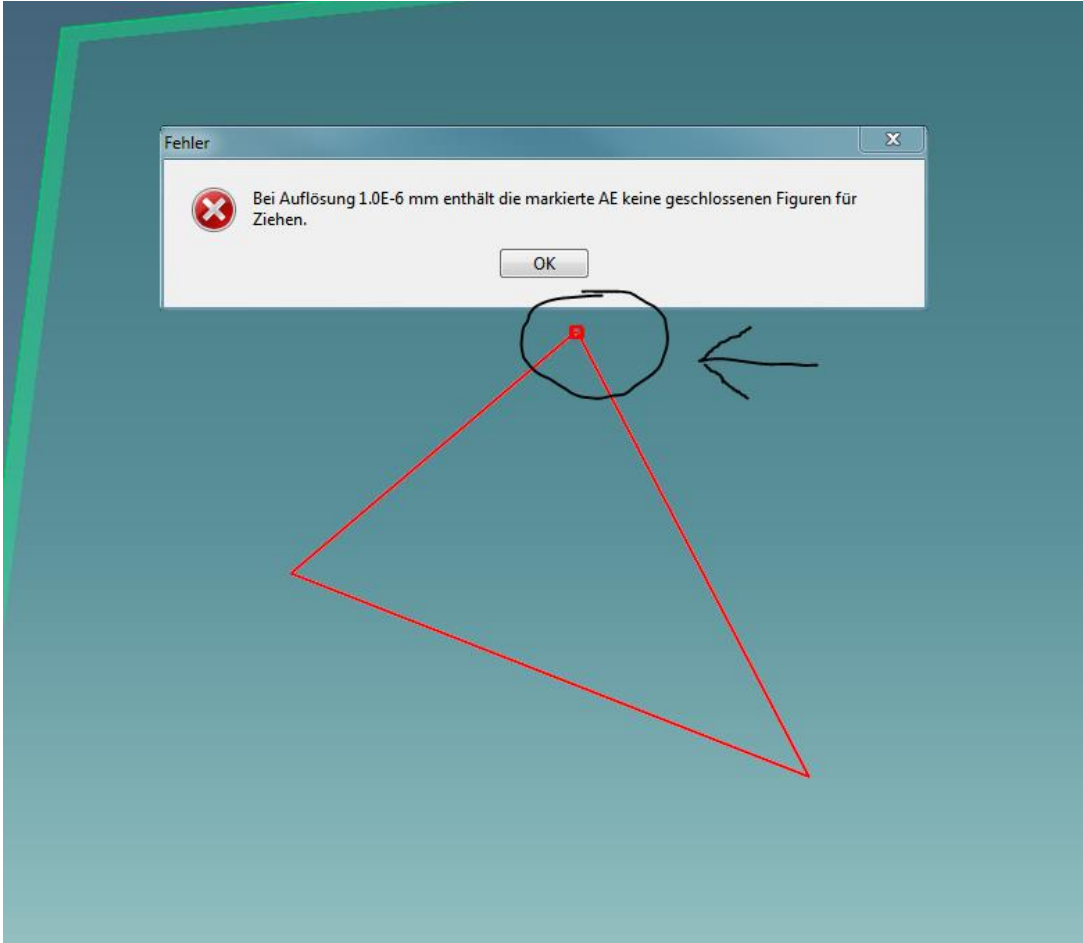 Fehler
Bei Auflösung 1.0E-6 mm enthält die markierte AE keine geschlossenen Figuren für
Ziehen.
OK